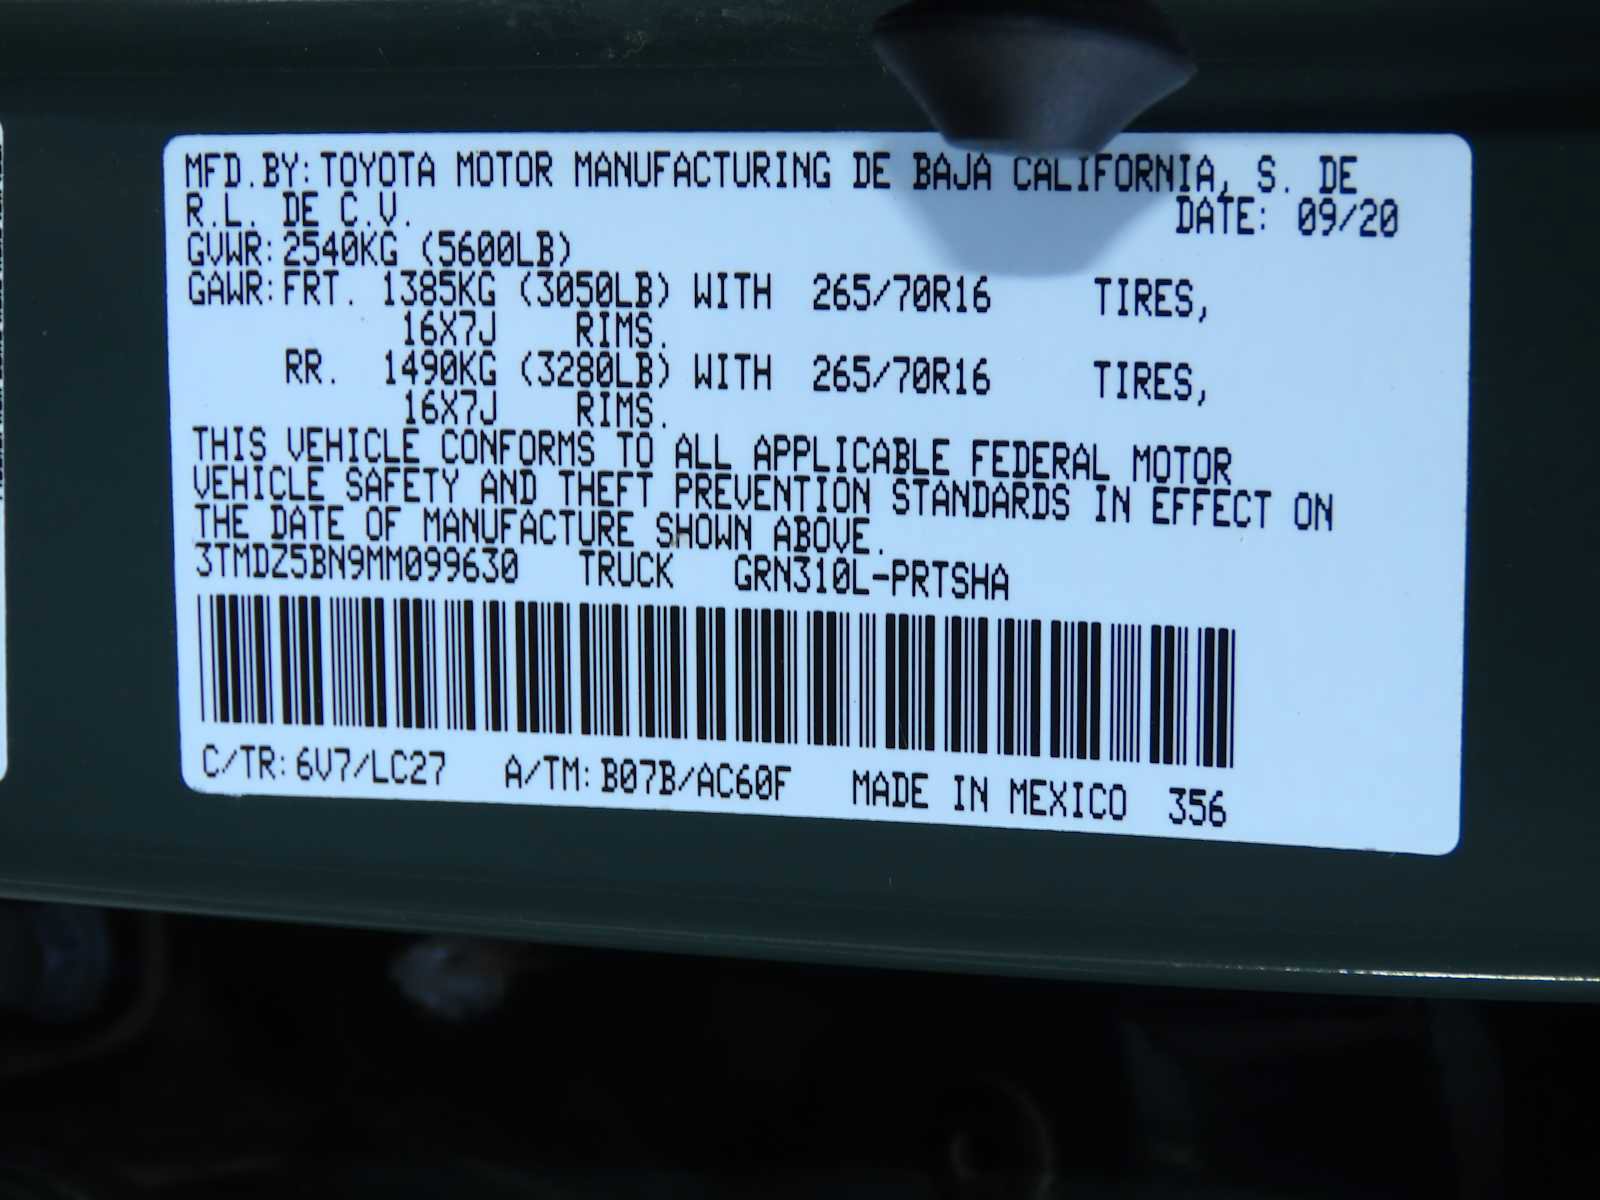 MFD.BY:TOYOTA MOTOR MANUFACTURING DE BAJA CALIFORNIA, S. DE
R.L. DE C.V. DATE: 09/20
GVWR:2540KG (5600LB)
GAWR:FRT. 1385KG (3050LB) WITH 265/70R16 TIRES,
16X7J RIMS.
RR. 1490KG (3280LB) WITH 265/70R16 TIRES,
16X7J RIMS.
THIS VEHICLE CONFORMS TO ALL APPLICABLE FEDERAL MOTOR
VEHICLE SAFETY AND THEFT PREVENTION STANDARDS IN EFFECT ON
THE DATE OF MANUFACTURE SHOWN ABOVE.
3TMDZ5BN9MM099630 TRUCK GRN310L-PRTSHA
C/TR:6V7/LC27 A/TM:B07B/AC60F MADE IN MEXICO 356